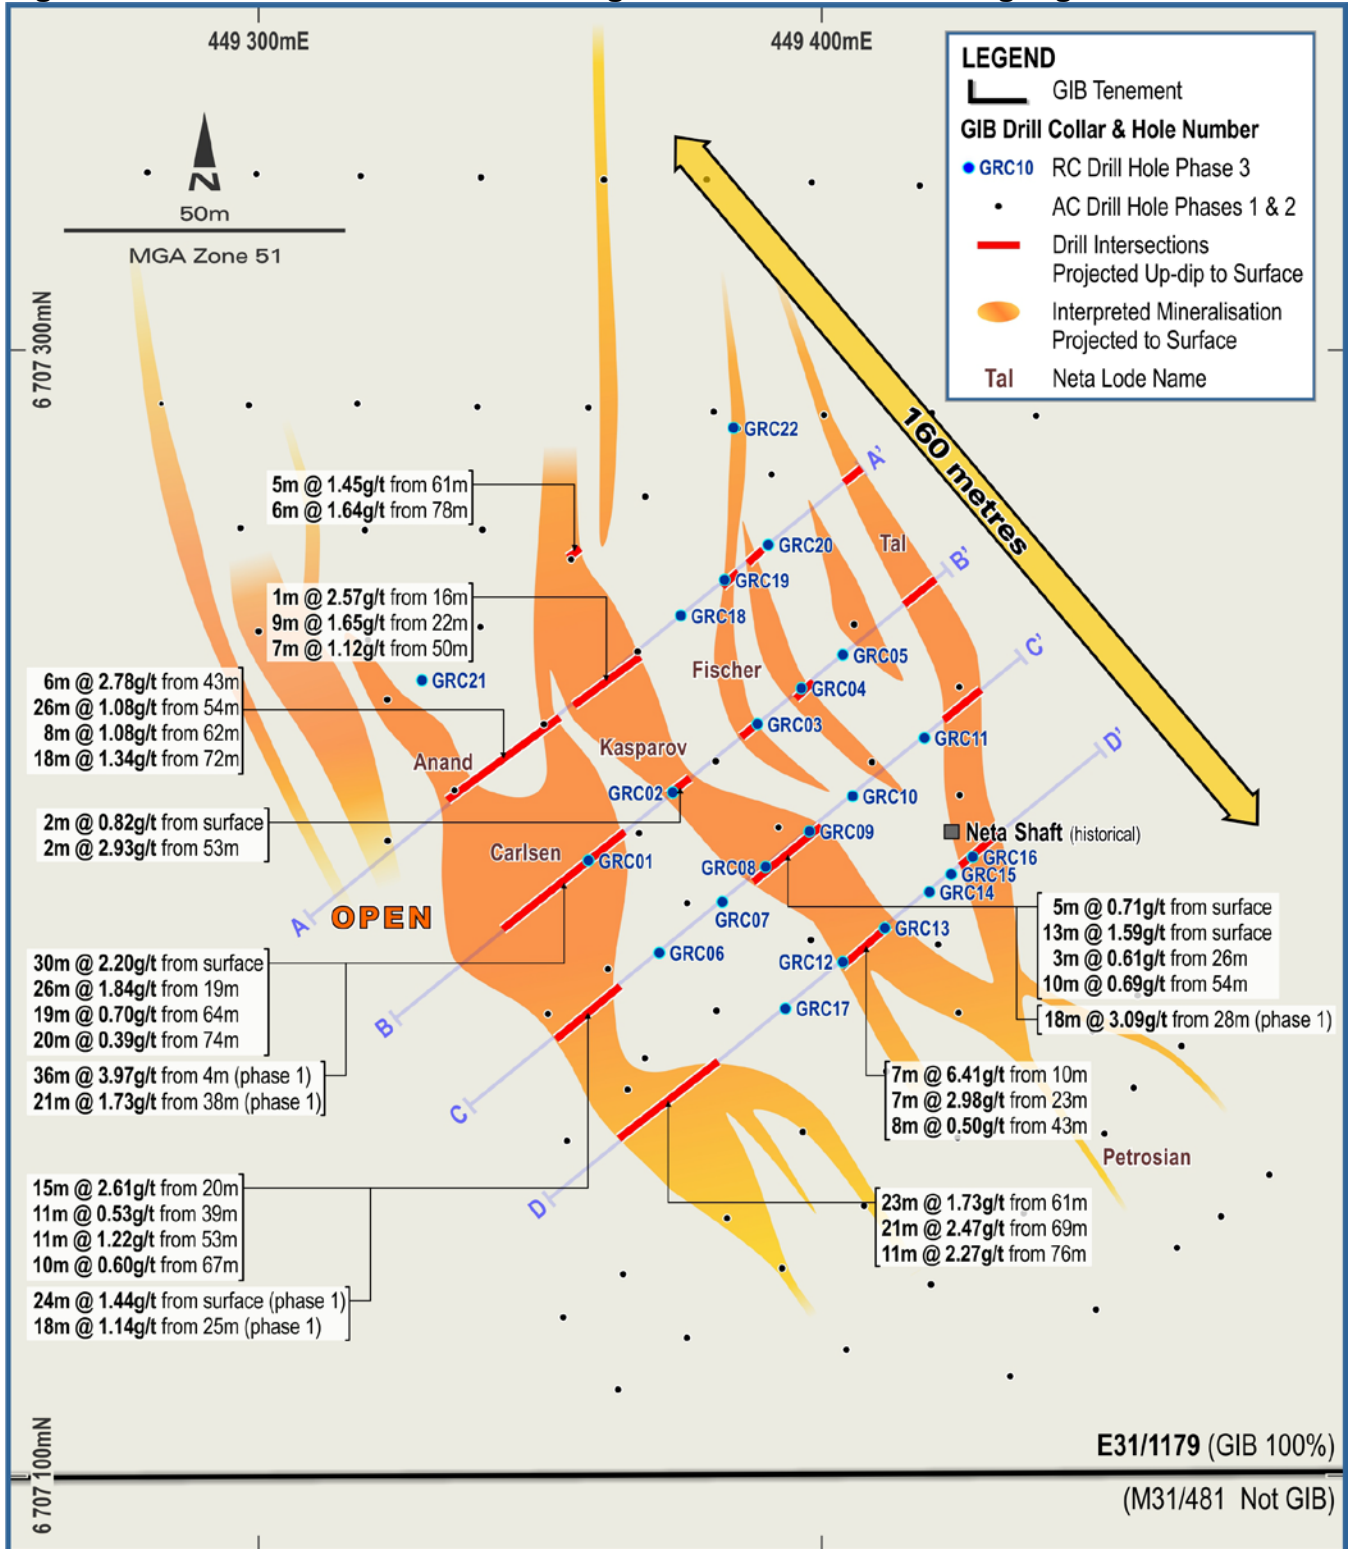 449 300mE
449 400mE
LEGEND
GIB Tenement
GIB Drill Collar & Hole Number
GRC10 RC Drill Hole Phase 3
AC Drill Hole Phases 1 & 2
Drill Intersections
Projected Up-dip to Surface
Interpreted Mineralisation
Projected to Surface
Tal Neta Lode Name
N
50m
MGA Zone 51
6 707 300mN
160 metres
GRC22
A'
5m @ 1.45g/t from 61m
6m @ 1.64g/t from 78m
GRC20
Tal
B'
GRC19
1m @ 2.57g/t from 16m
9m @ 1.65g/t from 22m
7m @ 1.12g/t from 50m
GRC18
C'
GRC05
Fischer
GRC21
GRC04
6m @ 2.78g/t from 43m
26m @ 1.08g/t from 54m
8m @ 1.08g/t from 62m
18m @ 1.34g/t from 72m
GRC03
GRC11
D'
Kasparov
Anand
GRC02
GRC10
2m @ 0.82g/t from surface
2m @ 2.93g/t from 53m
GRC09
Neta Shaft (historical)
Carlsen
GRC01
GRC08
GRC16
GRC15
GRC14
OPEN
A
GRC07
GRC13
5m @ 0.71g/t from surface
13m @ 1.59g/t from surface
3m @ 0.61g/t from 26m
10m @ 0.69g/t from 54m
18m @ 3.09g/t from 28m (phase 1)
GRC06
GRC12
30m @ 2.20g/t from surface
26m @ 1.84g/t from 19m
19m @ 0.70g/t from 64m
20m @ 0.39g/t from 74m
36m @ 3.97g/t from 4m (phase 1)
21m @ 1.73g/t from 38m (phase 1)
GRC17
B
7m @ 6.41g/t from 10m
7m @ 2.98g/t from 23m
8m @ 0.50g/t from 43m
C
Petrosian
15m @ 2.61g/t from 20m
11m @ 0.53g/t from 39m
11m @ 1.22g/t from 53m
10m @ 0.60g/t from 67m
24m @ 1.44g/t from surface (phase 1)
18m @ 1.14g/t from 25m (phase 1)
D
23m @ 1.73g/t from 61m
21m @ 2.47g/t from 69m
11m @ 2.27g/t from 76m
6 707 100mN
E31/1179 (GIB 100%)
(M31/481 Not GIB)